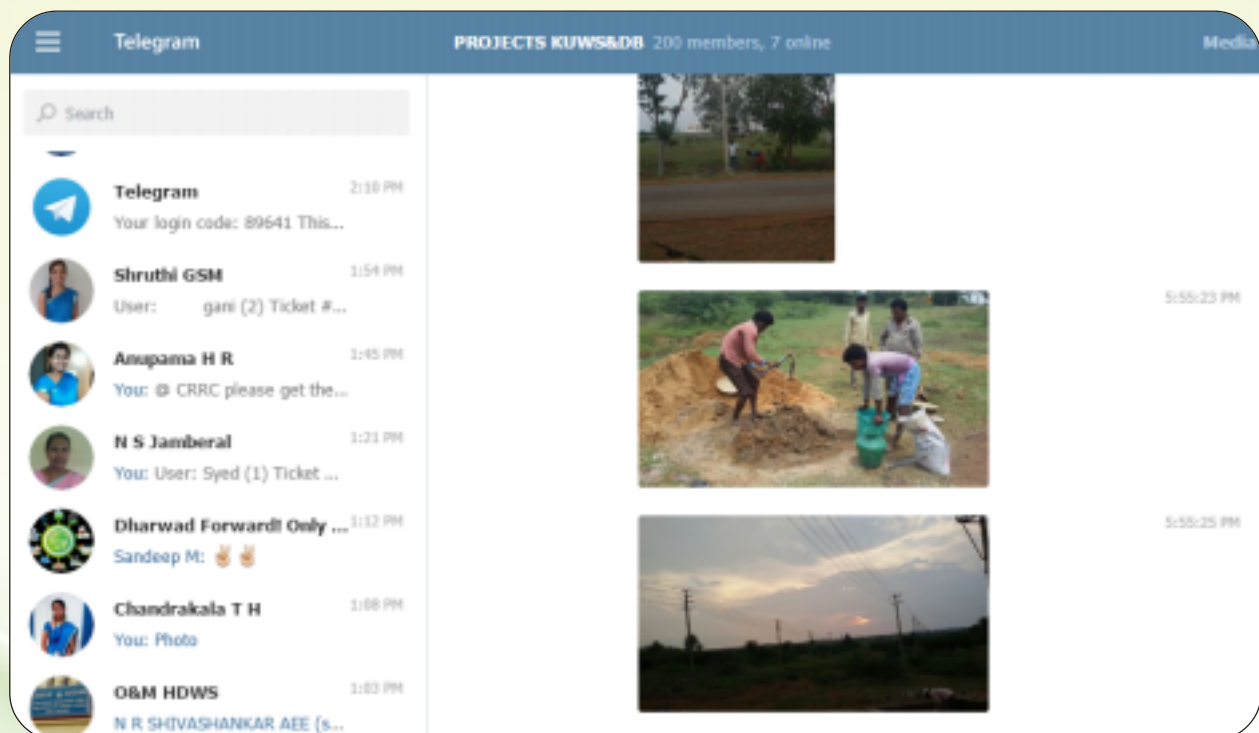 Telegram
PROJECTS KUWS&DB 200 members, 7 online
Media
Search
Telegram 2:10 PM
Your login code: 89641 This...
Shruthi GSM 1:54 PM
User: gani (2) Ticket #...
Anupama H R 1:45 PM
You: @ CRRC please get the...
N S Jamberal 1:21 PM
You: User: Syed (1) Ticket ...
Dharwad Forward! Only ... 1:12 PM
Sandeep M: ✌✌
Chandrakala T H 1:08 PM
You: Photo
O&M HDWS 1:03 PM
N R SHIVASHANKAR AEE (s...
5:55:23 PM
5:55:25 PM